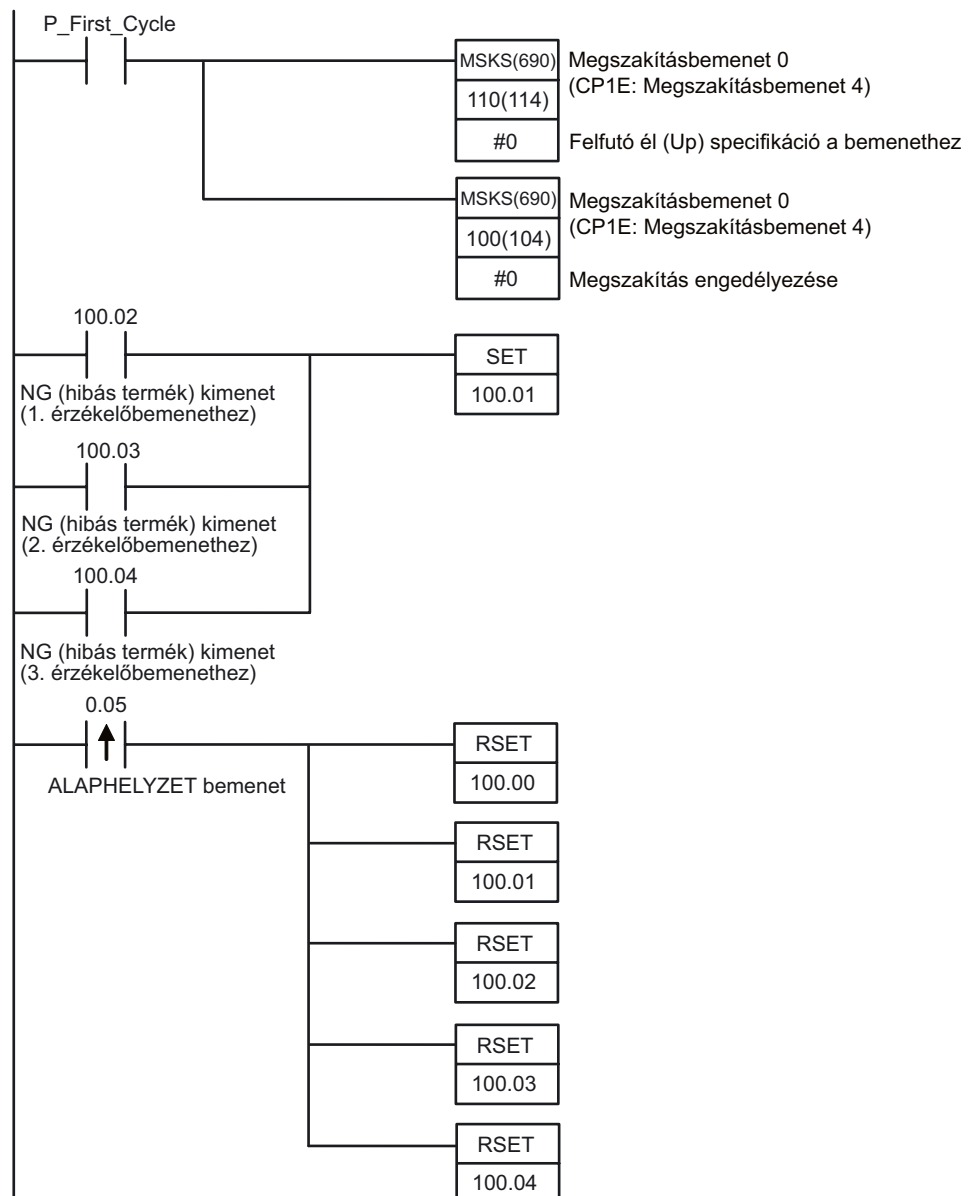 P_First_Cycle
MSKS(690)
Megszakításbemenet 0
(CP1E: Megszakításbemenet 4)
110(114)
#0
Felfutó él (Up) specifikáció a bemenethez
MSKS(690)
Megszakításbemenet 0
(CP1E: Megszakításbemenet 4)
100(104)
#0
Megszakítás engedélyezése
100.02
SET
100.01
NG (hibás termék) kimenet
(1. érzékelőbemenethez)
100.03
NG (hibás termék) kimenet
(2. érzékelőbemenethez)
100.04
NG (hibás termék) kimenet
(3. érzékelőbemenethez)
0.05
ALAPHELYZET bemenet
RSET
100.00
RSET
100.01
RSET
100.02
RSET
100.03
RSET
100.04